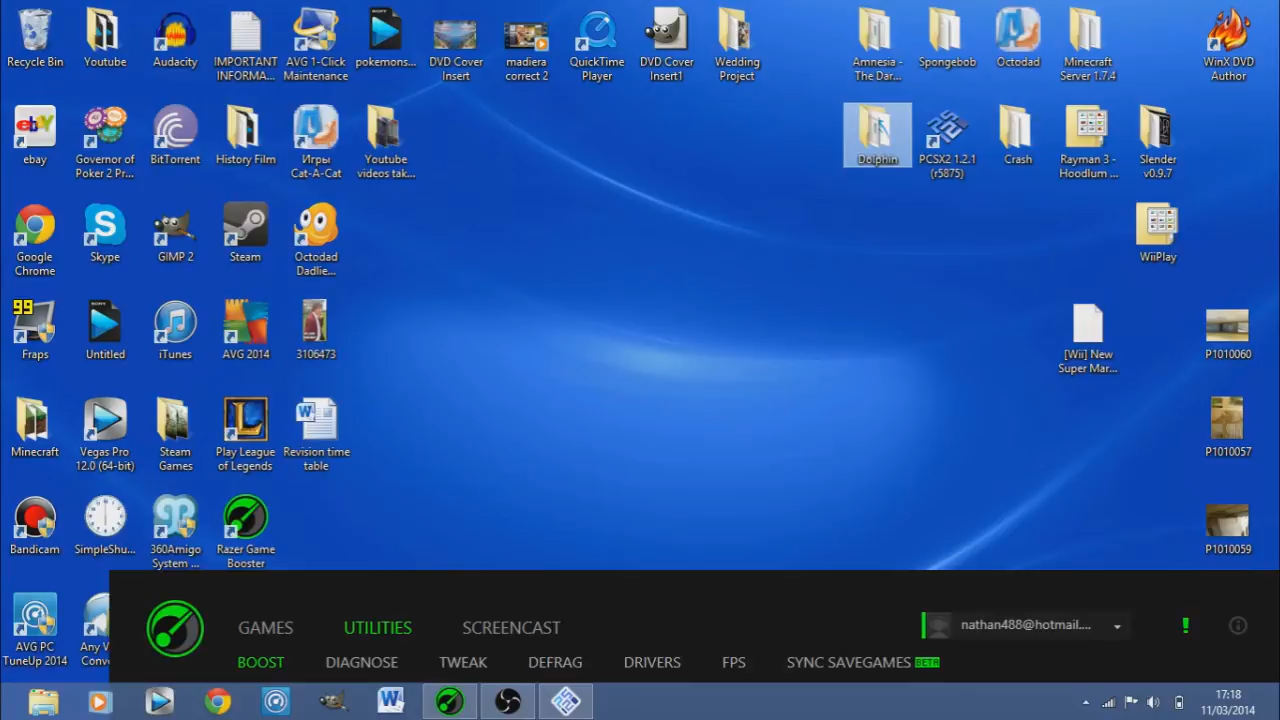 Recycle Bin
Youtube
Audacity
IMPORTANT
INFORMA...
AVG 1-Click
Maintenance
pokemons...
DVD Cover
Insert
madiera
correct 2
QuickTime
Player
DVD Cover
Insert1
Wedding
Project
Amnesia -
The Dar...
Spongebob
Octodad
Minecraft
Server 1.7.4
WinX DVD
Author
ebay
Governor of
Poker 2 Pr...
BitTorrent
History Film
Игры
Cat-A-Cat
Youtube
videos tak...
Dolphin
PCSX2 1.2.1
(r5875)
Crash
Rayman 3 -
Hoodlum ...
Slender
v0.9.7
Google
Chrome
Skype
GIMP 2
Steam
Octodad
Dadlie...
WiiPlay
99
Fraps
Untitled
iTunes
AVG 2014
3106473
[Wii] New
Super Mar...
P1010060
Minecraft
Vegas Pro
12.0 (64-bit)
Steam
Games
Play League
of Legends
Revision time
table
P1010057
Bandicam
SimpleShu...
360Amigo
System ...
Razer Game
Booster
P1010059
AVG PC
TuneUp 2014
Any V
Conve
GAMES
UTILITIES
SCREENCAST
nathan488@hotmail....
BOOST
DIAGNOSE
TWEAK
DEFRAG
DRIVERS
FPS
SYNC SAVEGAMES BETA
17:18
11/03/2014